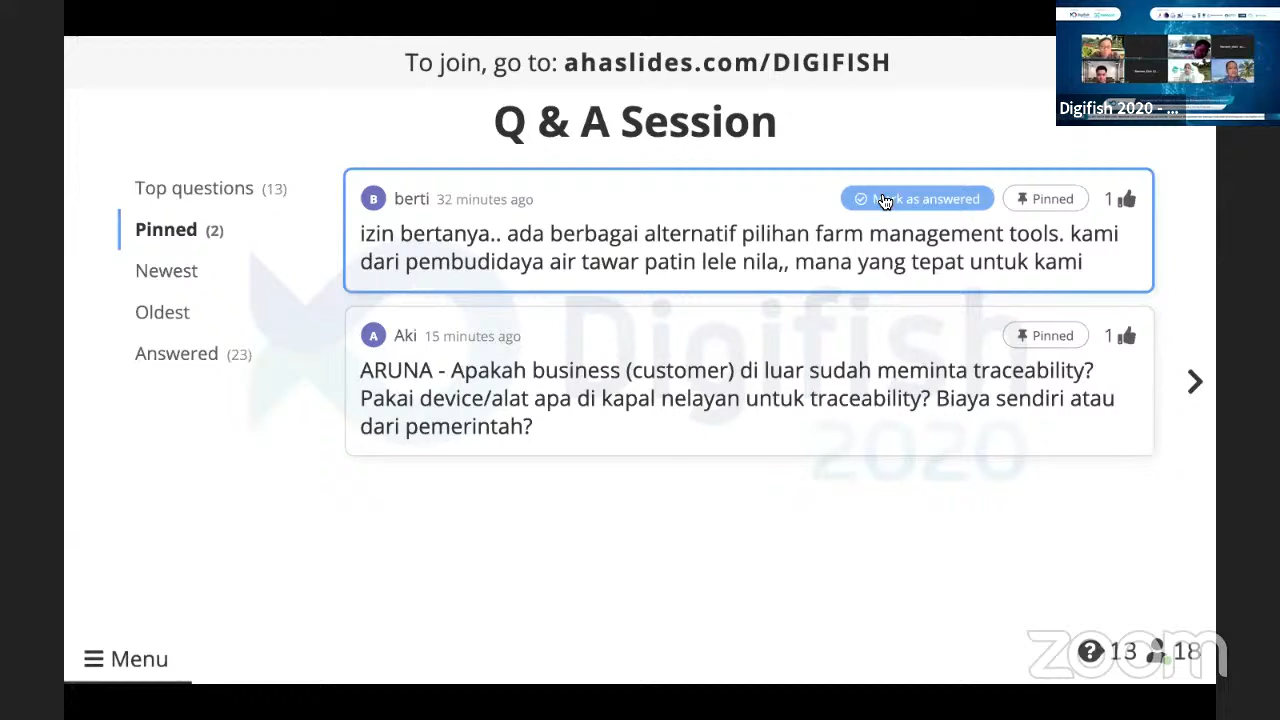 To join, go to: ahaslides.com/DIGIFISH
Digifish 2020 - ...
Q & A Session
Top questions (13)
Pinned (2)
Newest
Oldest
Answered (23)
B berti 32 minutes ago
Mark as answered
Pinned
1
izin bertanya.. ada berbagai alternatif pilihan farm management tools. kami
dari pembudidaya air tawar patin lele nila,, mana yang tepat untuk kami
A Aki 15 minutes ago
Pinned
1
ARUNA - Apakah business (customer) di luar sudah meminta traceability?
Pakai device/alat apa di kapal nelayan untuk traceability? Biaya sendiri atau
dari pemerintah?
Digifish
2020
Menu
13
18
zoom